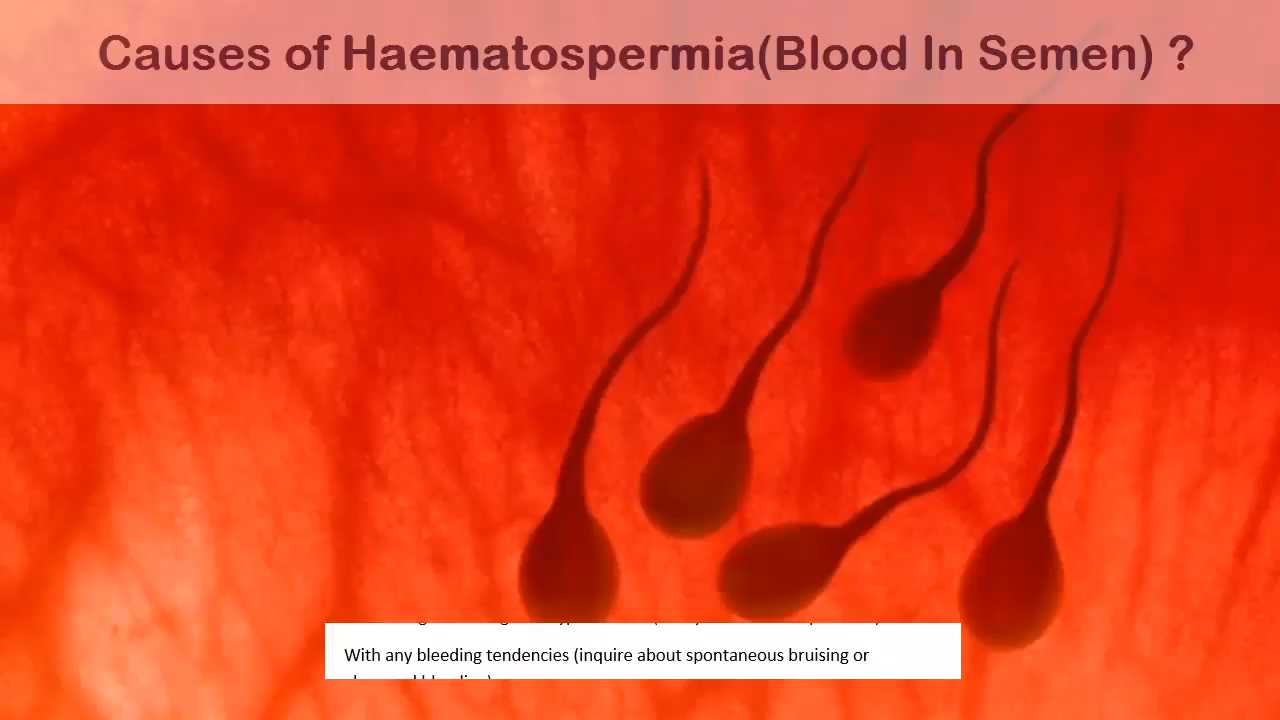 Causes of Haematospermia(Blood In Semen) ?
With any bleeding tendencies (inquire about spontaneous bruising or